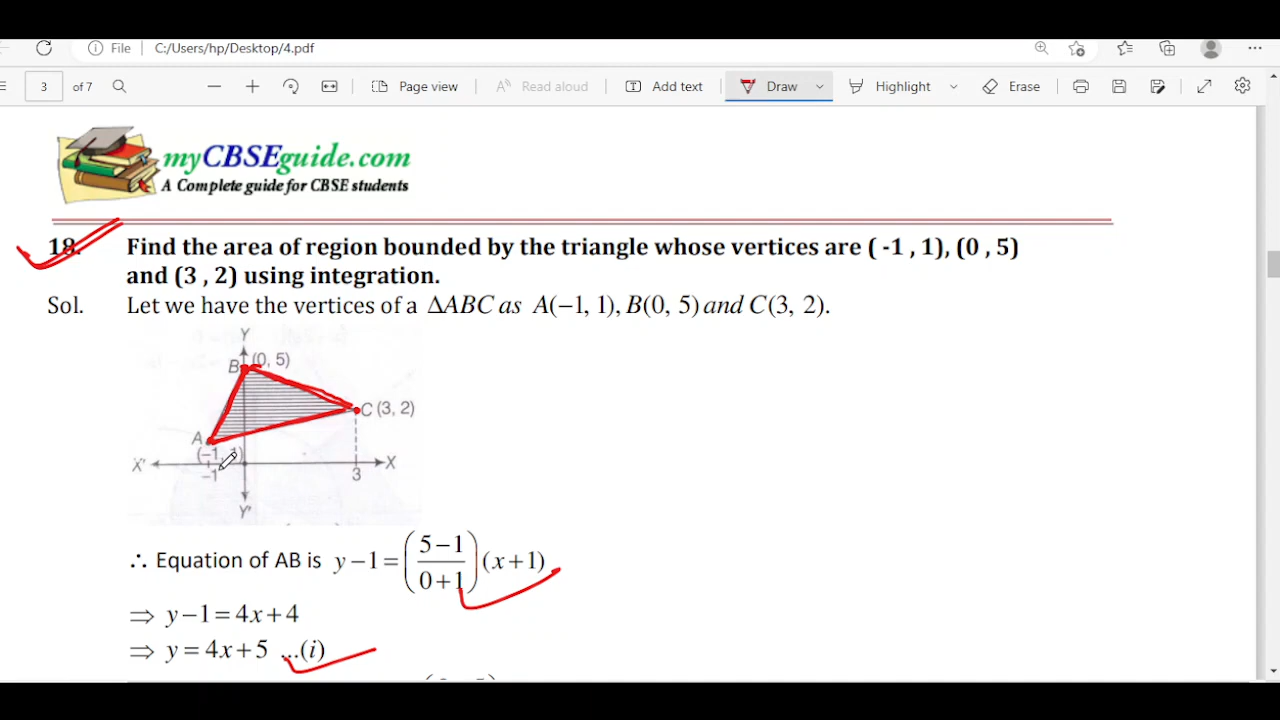 File C:/Users/hp/Desktop/4.pdf
3 of 7 Page view Read aloud Add text Draw Highlight Erase
myCBSEguide.com
A Complete guide for CBSE students
18. Find the area of region bounded by the triangle whose vertices are ( -1 , 1), (0 , 5)
and (3 , 2) using integration.
Sol. Let we have the vertices of a ΔABC as A(−1, 1), B(0, 5) and C(3, 2).
Y
B (0, 5)
C (3, 2)
A
(−1, 1)
X' X
−1 3
Y'
∴ Equation of AB is y−1=(5−1/0+1)(x+1)
⇒ y−1=4x+4
⇒ y=4x+5 ...(i)